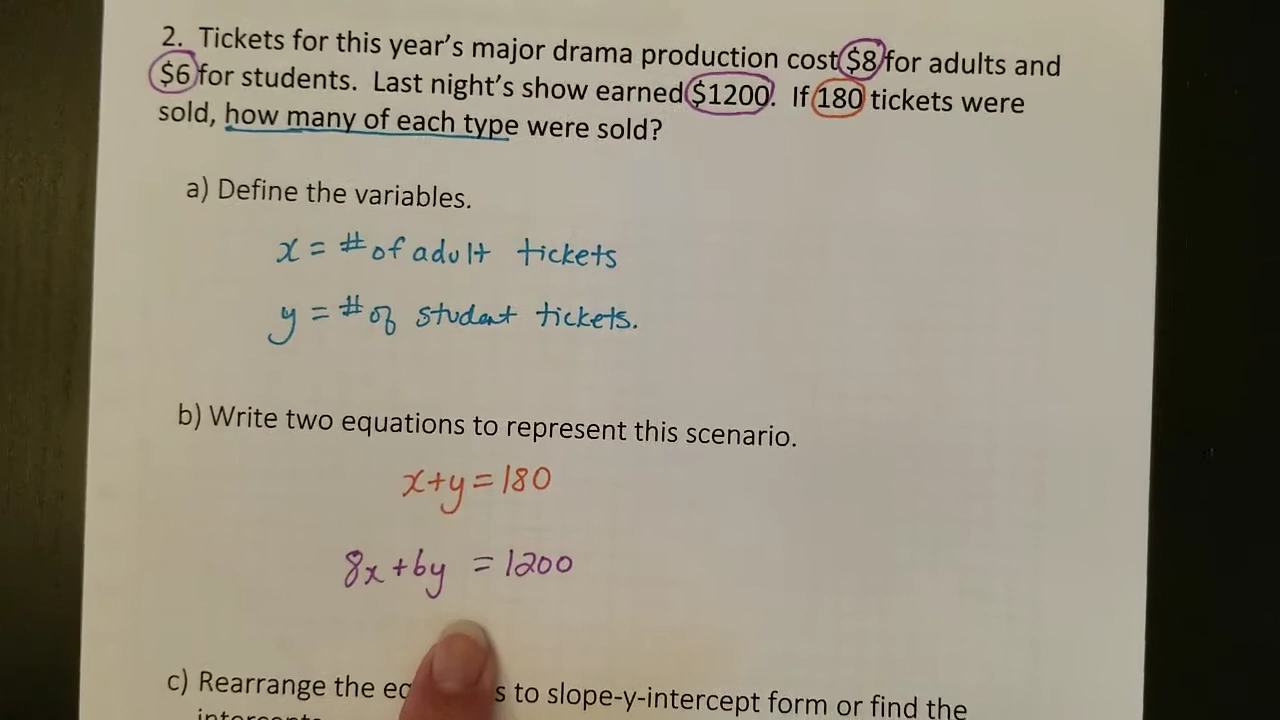 2. Tickets for this year's major drama production cost $8 for adults and
$6 for students. Last night's show earned $1200. If 180 tickets were
sold, how many of each type were sold?
a) Define the variables.
x = # of adult tickets
y = # of student tickets.
b) Write two equations to represent this scenario.
x+y = 180
8x + 6y = 1200
c) Rearrange the to slope-y-intercept form or find the